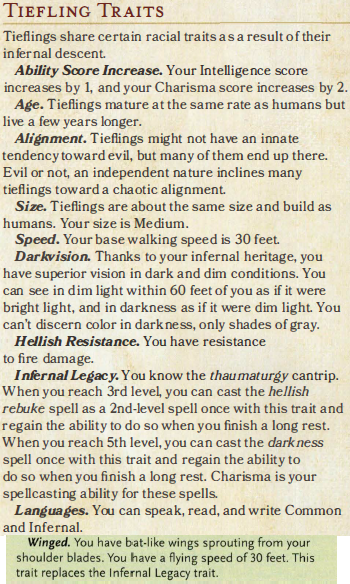 TIEFLING TRAITS
Tieflings share certain racial traits as a result of their
infernal descent.
Ability Score Increase. Your Intelligence score
increases by 1, and your Charisma score increases by 2.
Age. Tieflings mature at the same rate as humans but
live a few years longer.
Alignment. Tieflings might not have an innate
tendency toward evil, but many of them end up there.
Evil or not, an independent nature inclines many
tieflings toward a chaotic alignment.
Size. Tieflings are about the same size and build as
humans. Your size is Medium.
Speed. Your base walking speed is 30 feet.
Darkvision. Thanks to your infernal heritage, you
have superior vision in dark and dim conditions. You
can see in dim light within 60 feet of you as if it were
bright light, and in darkness as if it were dim light. You
can't discern color in darkness, only shades of gray.
Hellish Resistance. You have resistance
to fire damage.
Infernal Legacy. You know the thaumaturgy cantrip.
When you reach 3rd level, you can cast the hellish
rebuke spell as a 2nd-level spell once with this trait and
regain the ability to do so when you finish a long rest.
When you reach 5th level, you can cast the darkness
spell once with this trait and regain the ability to
do so when you finish a long rest. Charisma is your
spellcasting ability for these spells.
Languages. You can speak, read, and write Common
and Infernal.
Winged. You have bat-like wings sprouting from your
shoulder blades. You have a flying speed of 30 feet. This
trait replaces the Infernal Legacy trait.